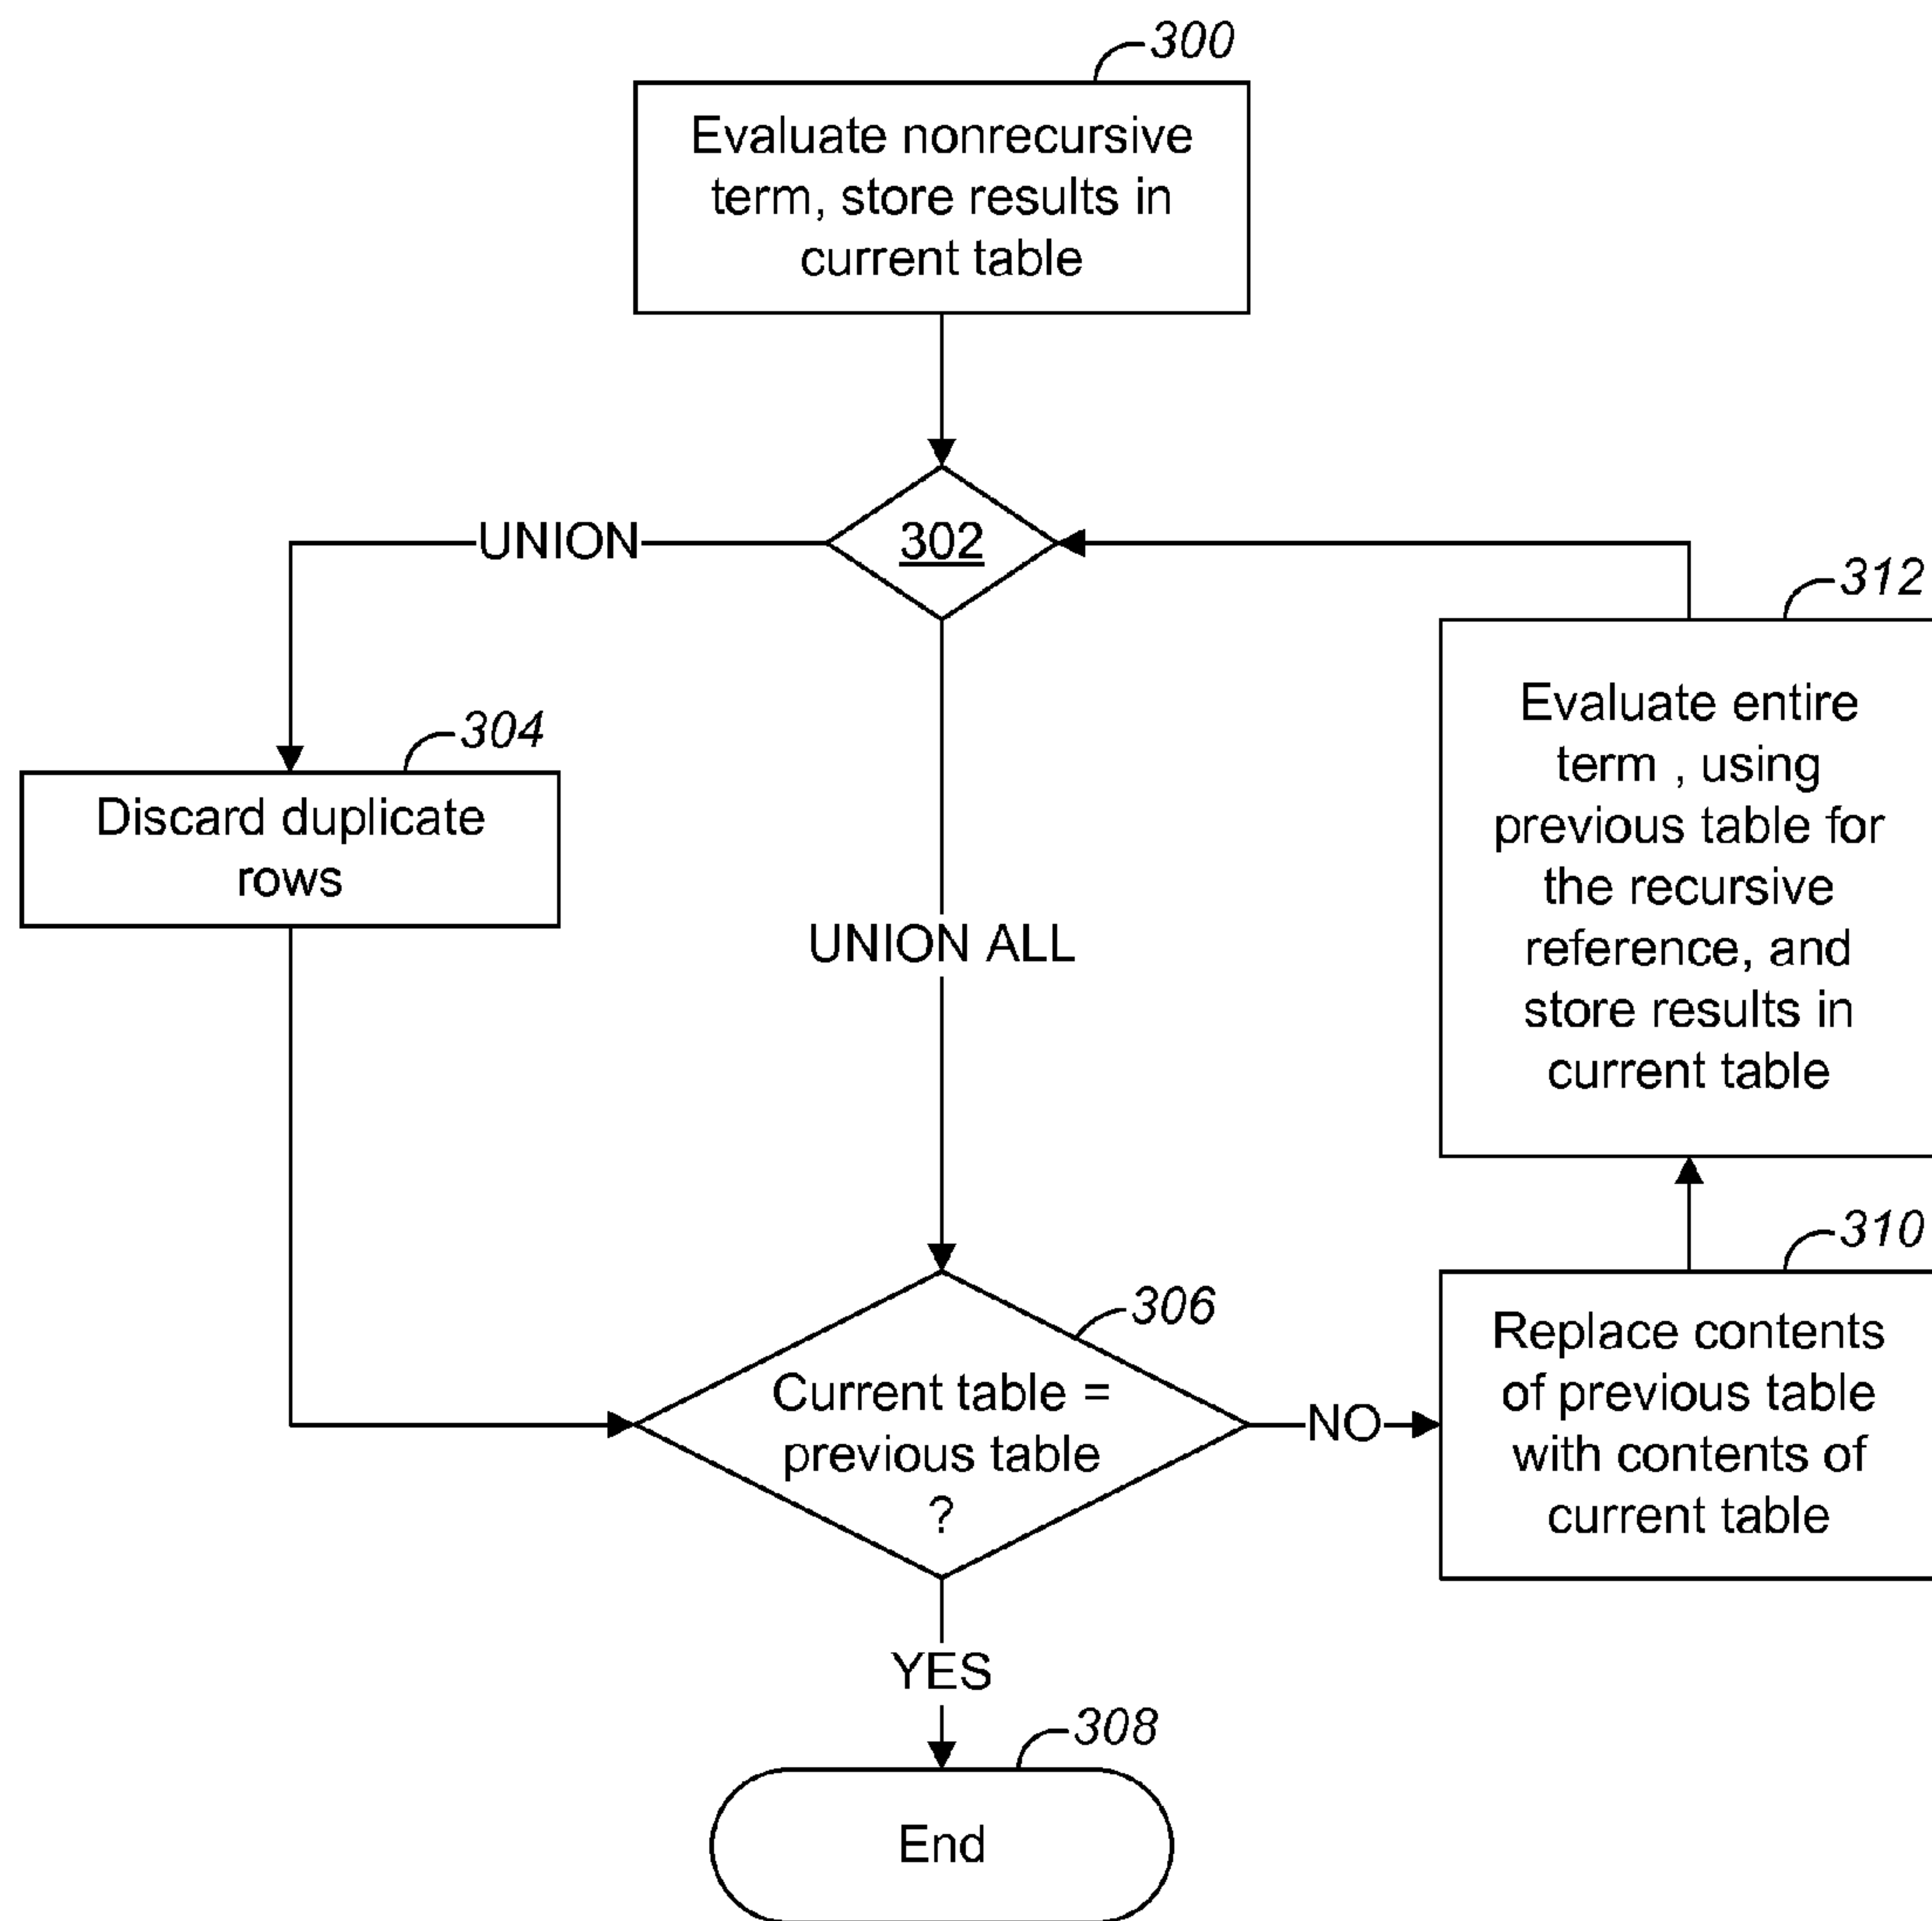 300
Evaluate nonrecursive
term, store results in
current table
302
UNION
312
Evaluate entire
term , using
previous table for
the recursive
reference, and
store results in
current table
304
Discard duplicate
rows
UNION ALL
306
Current table =
previous table
?
NO
310
Replace contents
of previous table
with contents of
current table
YES
308
End